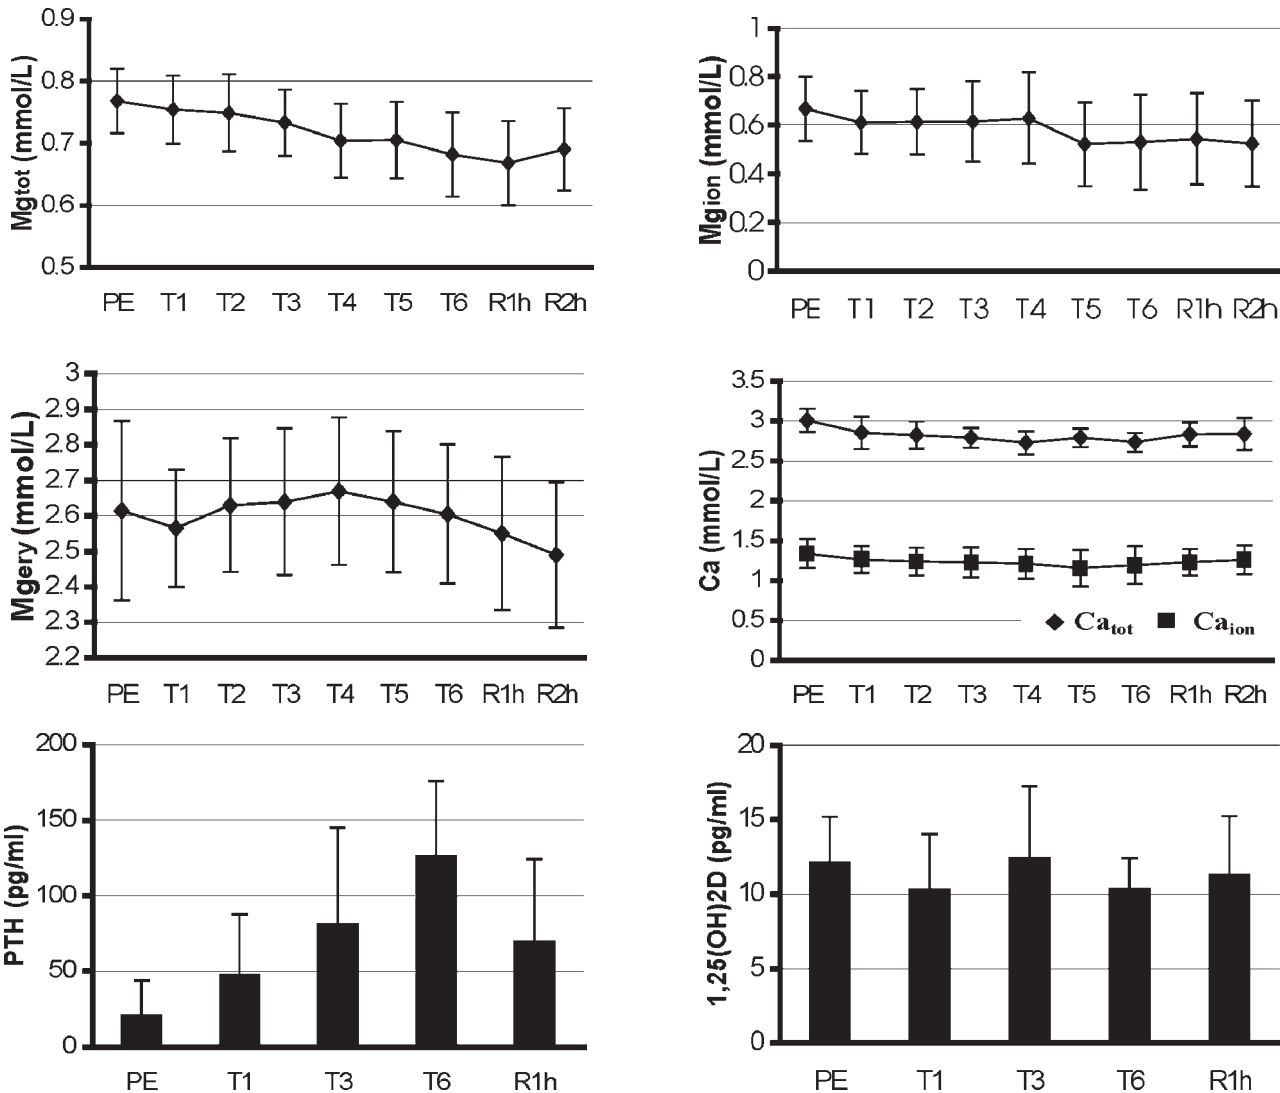 Mgtot (mmol/L)
0.9
0.8
0.7
0.6
0.5
PE T1 T2 T3 T4 T5 T6 R1h R2h
Mgion (mmol/L)
1
0.8
0.6
0.4
0.2
0
PE T1 T2 T3 T4 T5 T6 R1h R2h
Mgery (mmol/L)
3
2.9
2.8
2.7
2.6
2.5
2.4
2.3
2.2
PE T1 T2 T3 T4 T5 T6 R1h R2h
Ca (mmol/L)
3.5
3
2.5
2
1.5
1
0.5
0
Catot Caion
PE T1 T2 T3 T4 T5 T6 R1h R2h
PTH (pg/ml)
200
150
100
50
0
PE T1 T3 T6 R1h
1,25(OH)2D (pg/ml)
20
15
10
5
0
PE T1 T3 T6 R1h